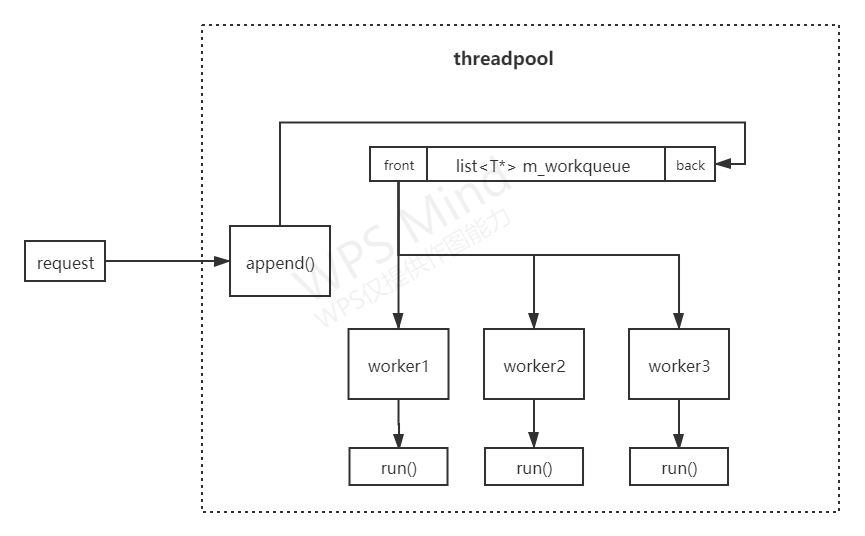 threadpool
front
list<T*> m_workqueue
back
request
append()
WPS Mind
WPS仅提供作图能力
worker1
worker2
worker3
run()
run()
run()